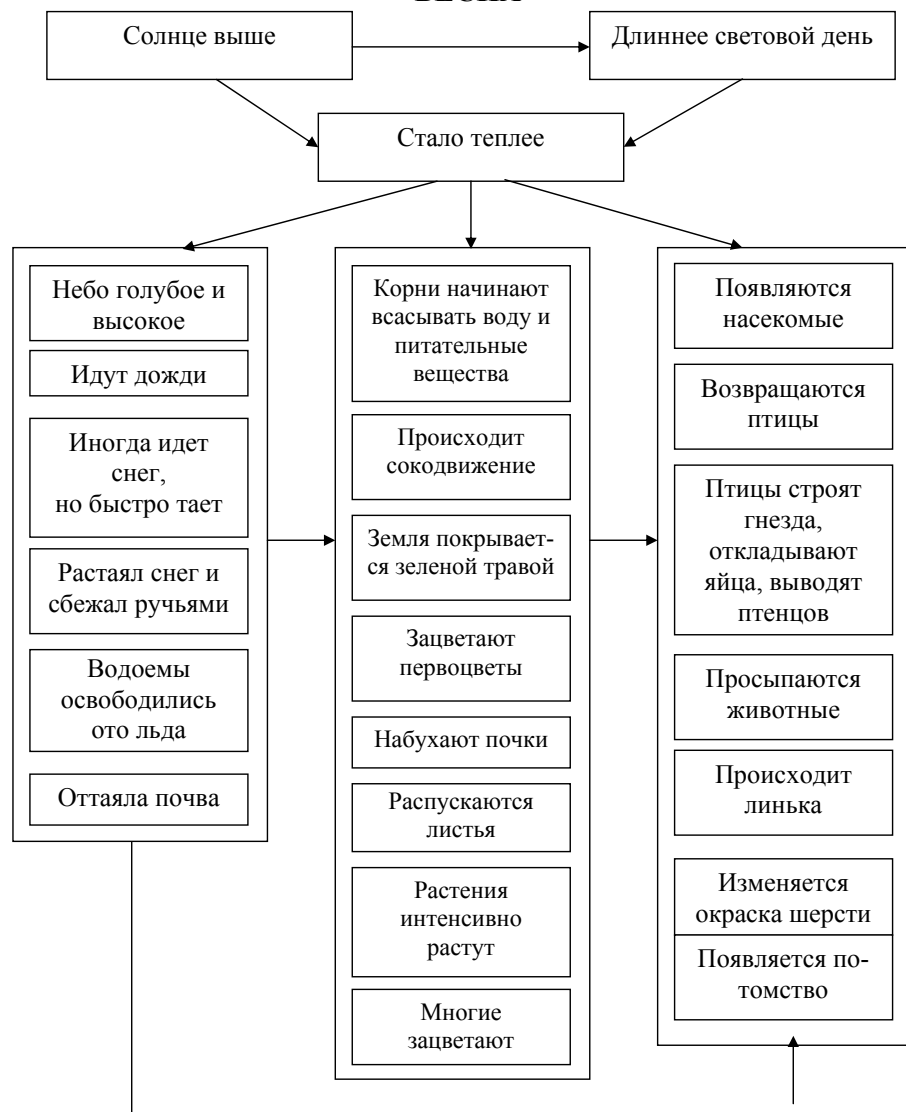 Солнце выше
Длиннее световой день
Стало теплее
Небо голубое и
высокое
Идут дожди
Иногда идет
снег,
но быстро тает
Растаял снег и
сбежал ручьями
Водоемы
освободились
ото льда
Оттаяла почва
Корни начинают
всасывать воду и
питательные
вещества
Происходит
сокодвижение
Земля покрывает-
ся зеленой травой
Зацветают
первоцветы
Набухают почки
Распускаются
листья
Растения
интенсивно
растут
Многие
зацветают
Появляются
насекомые
Возвращаются
птицы
Птицы строят
гнезда,
откладывают
яйца, выводят
птенцов
Просыпаются
животные
Происходит
линька
Изменяется
окраска шерсти
Появляется по-
томство